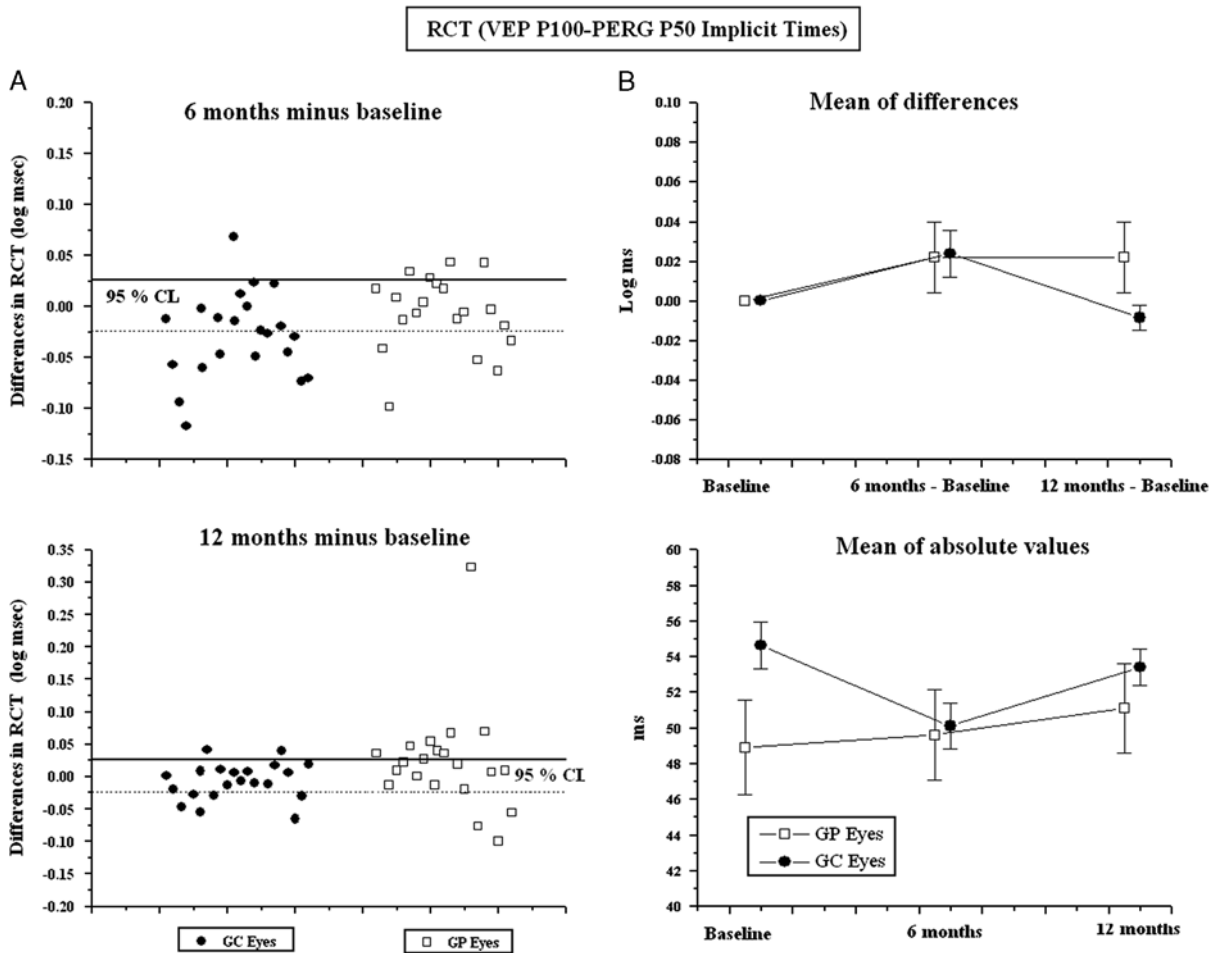 RCT (VEP P100-PERG P50 Implicit Times)
A
6 months minus baseline
Differences in RCT (log msec)
0.20
0.15
0.10
0.05
0.00
-0.05
-0.10
-0.15
95 % CL
12 months minus baseline
Differences in RCT (log msec)
0.35
0.30
0.25
0.20
0.15
0.10
0.05
0.00
-0.05
-0.10
-0.15
-0.20
95 % CL
GC Eyes
GP Eyes
B
Mean of differences
Log ms
0.10
0.08
0.06
0.04
0.02
0.00
-0.02
-0.04
-0.06
-0.08
Baseline
6 months - Baseline
12 months - Baseline
Mean of absolute values
ms
60
58
56
54
52
50
48
46
44
42
40
GP Eyes
GC Eyes
Baseline
6 months
12 months